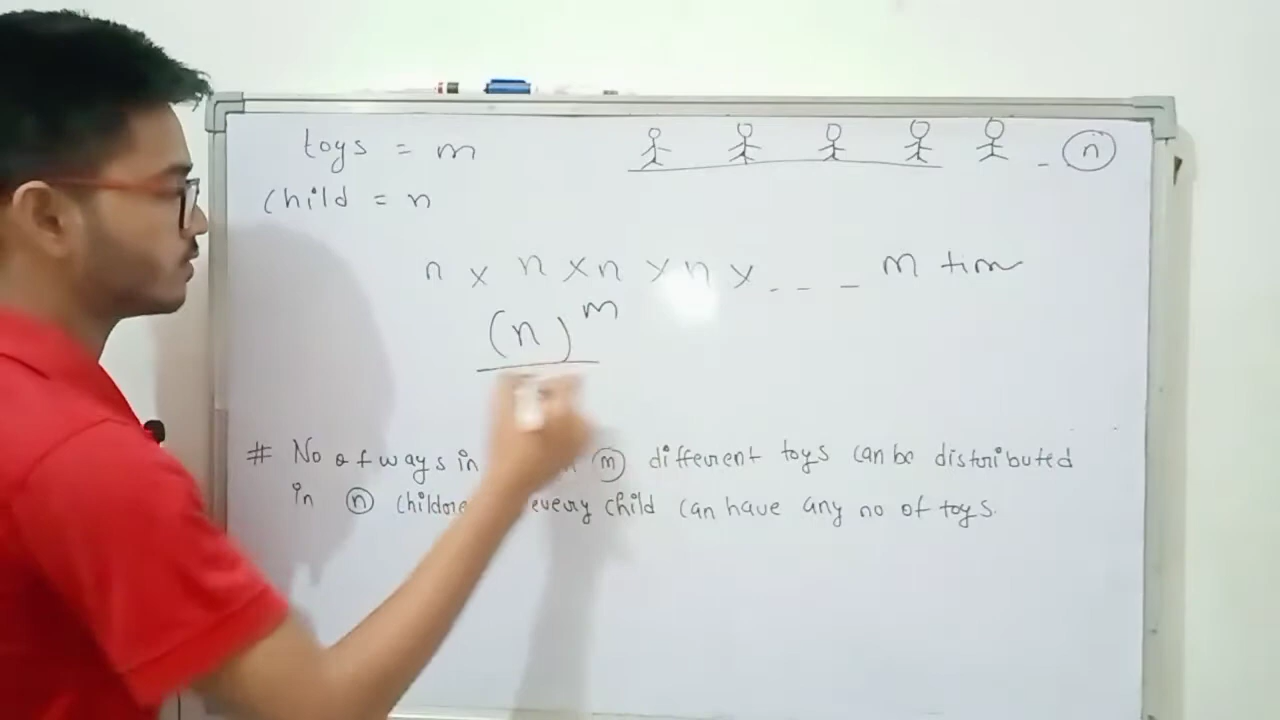 toys = m
n
child = n
n x n x n x n x - - - m tim
(n)^m
# No of ways in m different toys can be distributed
in n every child can have any no of toys.